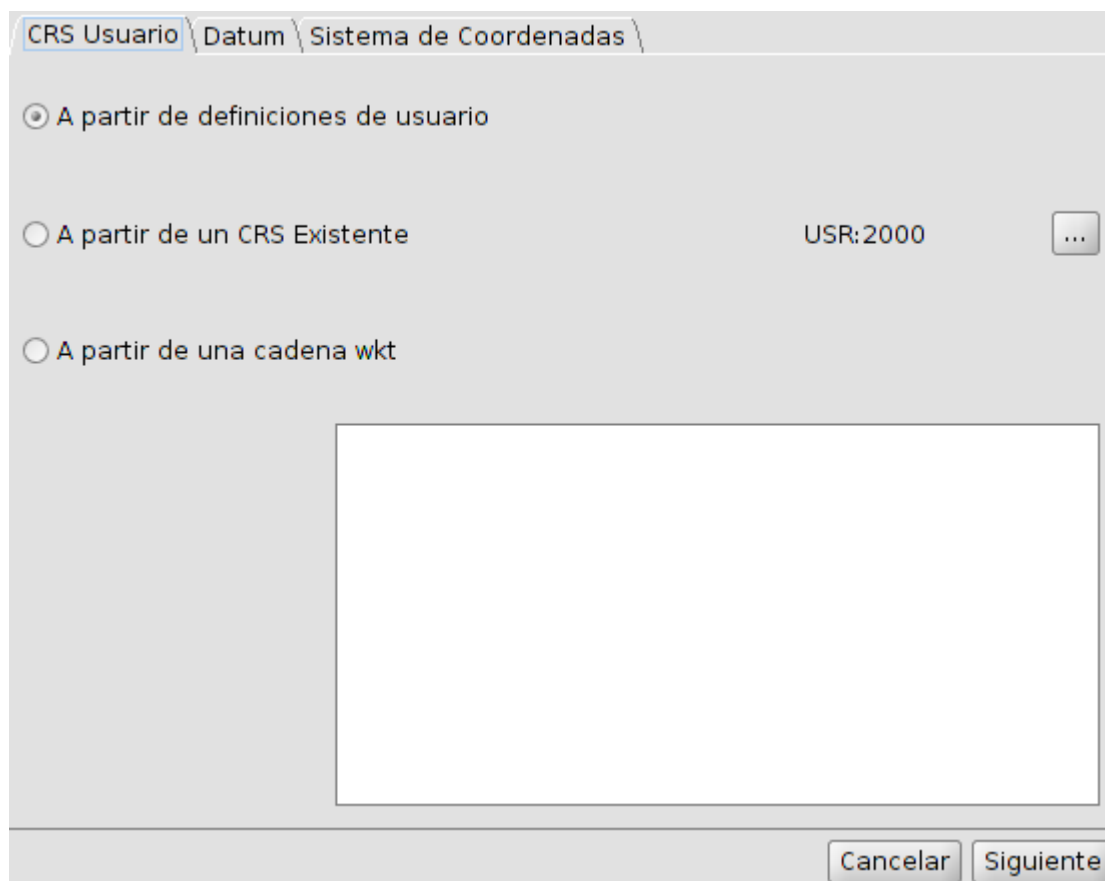 CRS Usuario Datum Sistema de Coordenadas
A partir de definiciones de usuario
A partir de un CRS Existente USR:2000 ...
A partir de una cadena wkt
Cancelar Siguiente